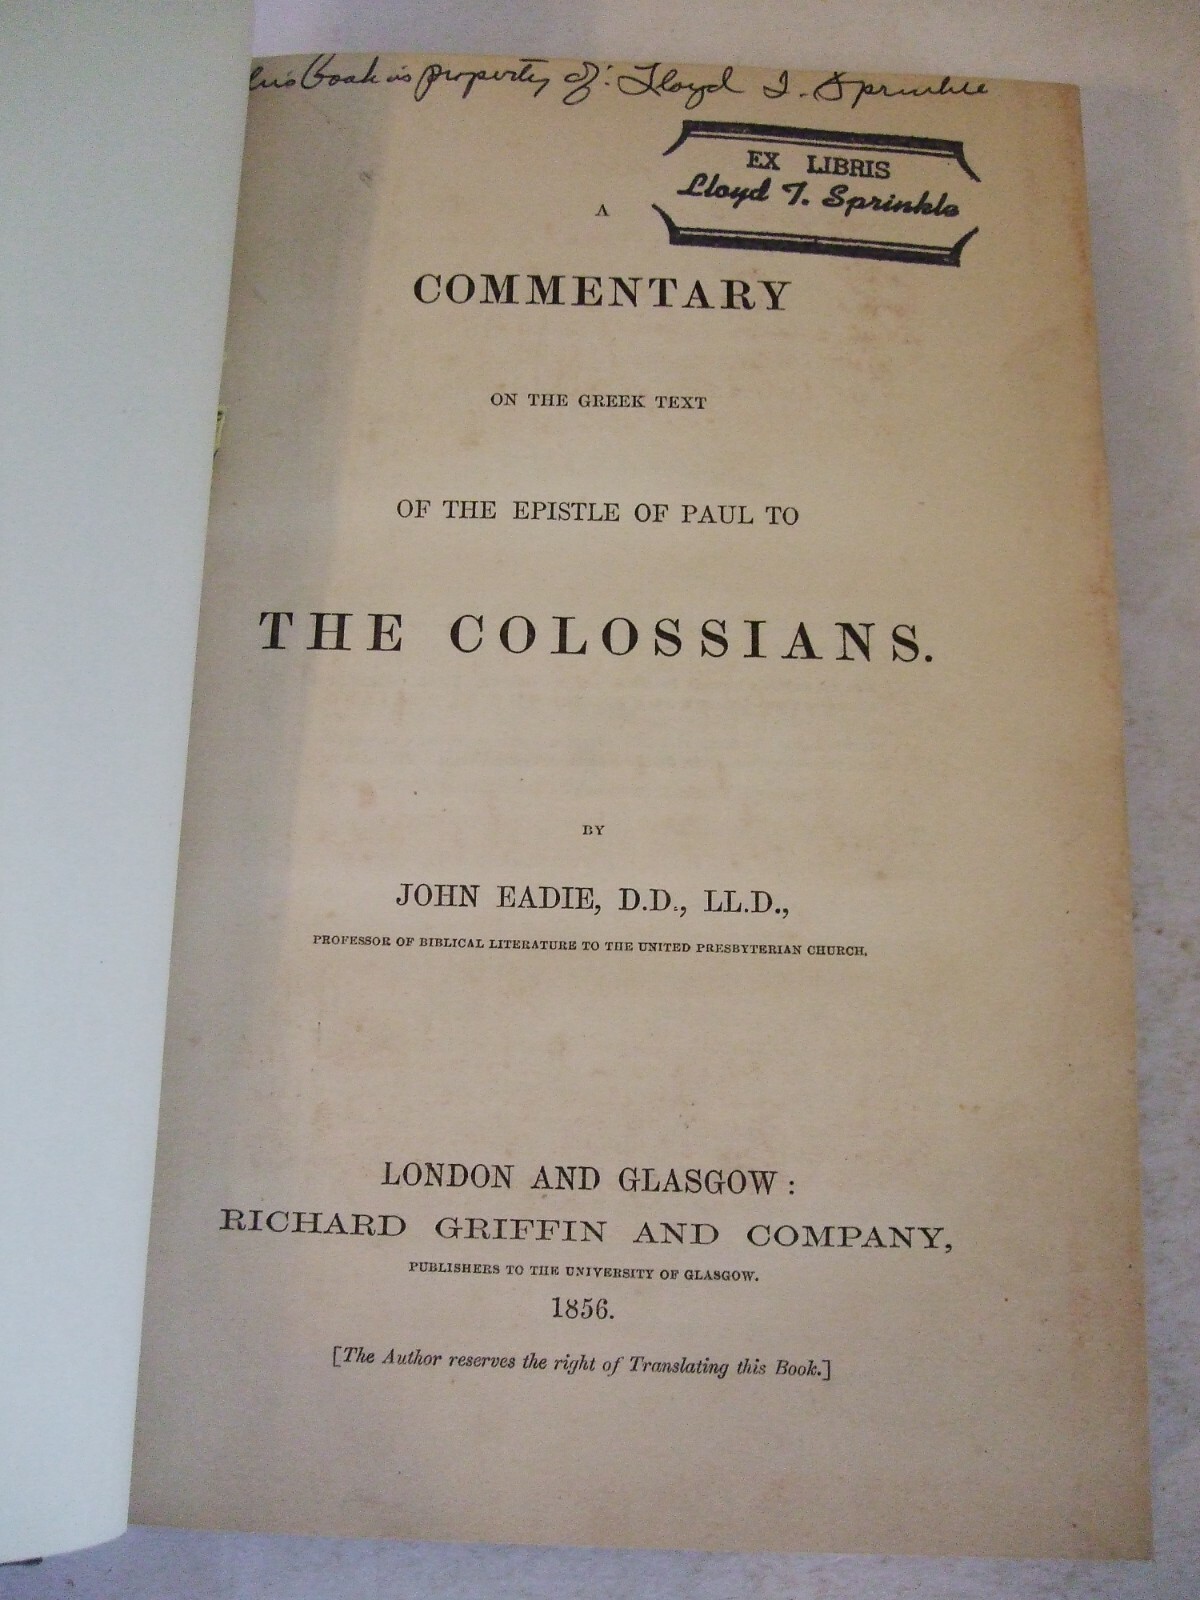 This book is property of: Lloyd T. Sprinkle
EX LIBRIS
Lloyd T. Sprinkle
A
COMMENTARY
ON THE GREEK TEXT
OF THE EPISTLE OF PAUL TO
THE COLOSSIANS.
BY
JOHN EADIE, D.D., LL.D.,
PROFESSOR OF BIBLICAL LITERATURE TO THE UNITED PRESBYTERIAN CHURCH.
LONDON AND GLASGOW:
RICHARD GRIFFIN AND COMPANY,
PUBLISHERS TO THE UNIVERSITY OF GLASGOW.
1856.
[The Author reserves the right of Translating this Book.]